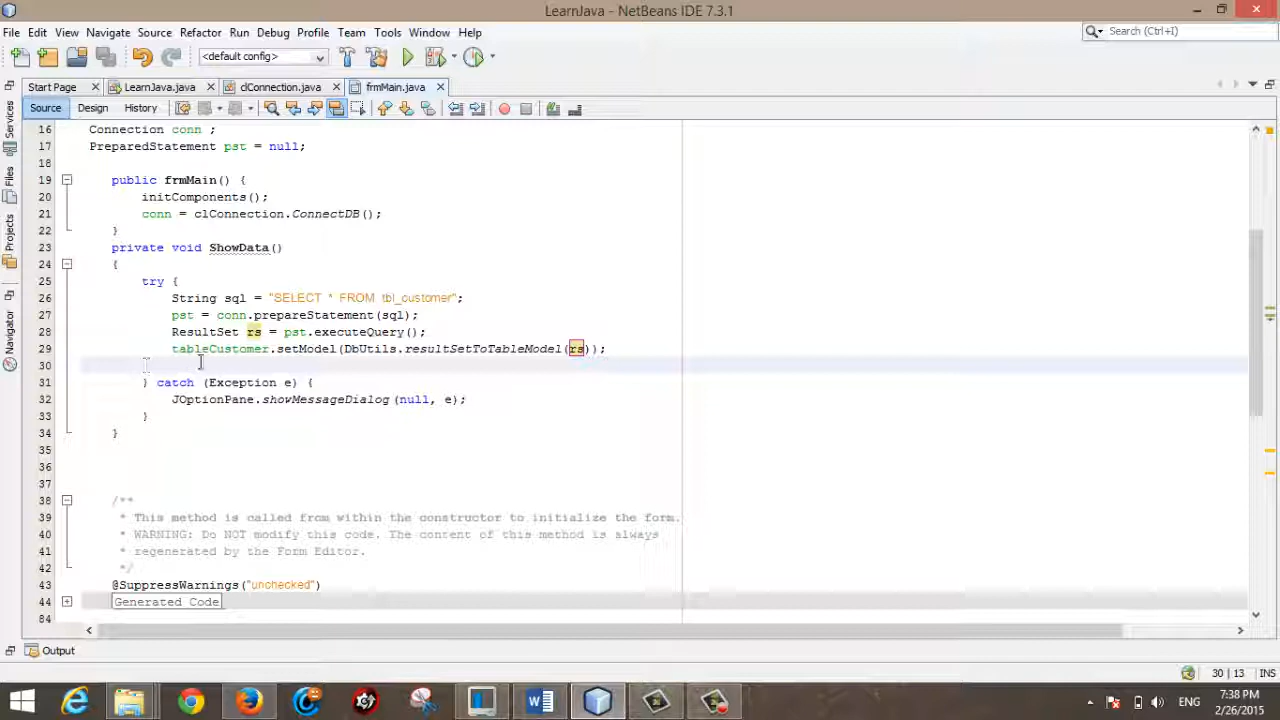 LearnJava - NetBeans IDE 7.3.1
File Edit View Navigate Source Refactor Run Debug Profile Team Tools Window Help
Search (Ctrl+I)
<default config>
Start Page LearnJava.java clConnection.java frmMain.java
Source Design History
Services
Files
Projects
Navigator
16 Connection conn ;
17 PreparedStatement pst = null;
18
19 public frmMain() {
20 initComponents();
21 conn = clConnection.ConnectDB();
22 }
23 private void ShowData()
24 {
25 try {
26 String sql = "SELECT * FROM tbl_customer";
27 pst = conn.prepareStatement(sql);
28 ResultSet rs = pst.executeQuery();
29 tableCustomer.setModel(DbUtils.resultSetToTableModel(rs));
30
31 } catch (Exception e) {
32 JOptionPane.showMessageDialog(null, e);
33 }
34 }
35
36
37
38 /**
39 * This method is called from within the constructor to initialize the form.
40 * WARNING: Do NOT modify this code. The content of this method is always
41 * regenerated by the Form Editor.
42 */
43 @SuppressWarnings("unchecked")
44 Generated Code
84
Output
30 | 13 INS
ENG
7:38 PM
2/26/2015